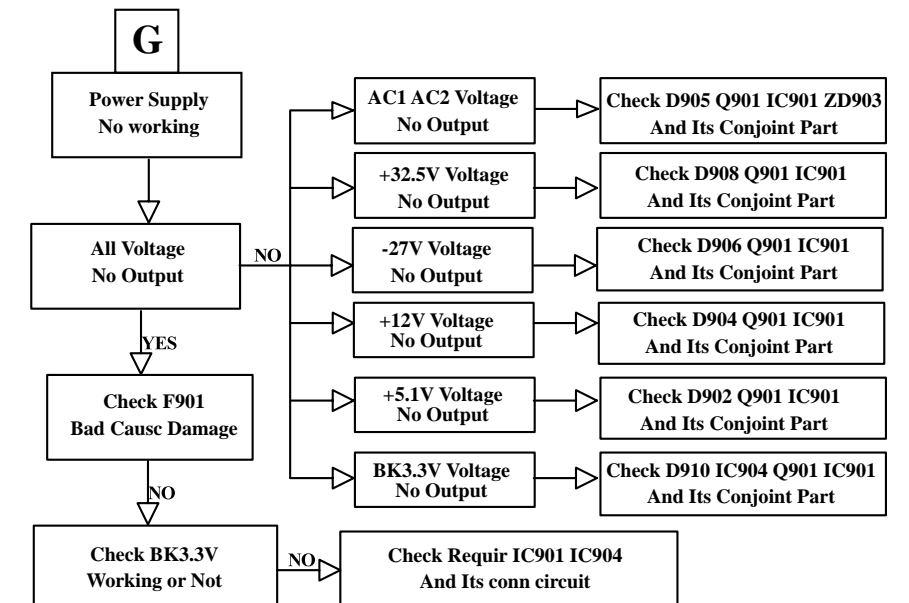 G
Power Supply
No working
All Voltage
No Output
NO
YES
Check F901
Bad Causc Damage
NO
Check BK3.3V
Working or Not
NO
Check Requir IC901 IC904
And Its conn circuit
AC1 AC2 Voltage
No Output
Check D905 Q901 IC901 ZD903
And Its Conjoint Part
+32.5V Voltage
No Output
Check D908 Q901 IC901
And Its Conjoint Part
-27V Voltage
No Output
Check D906 Q901 IC901
And Its Conjoint Part
+12V Voltage
No Output
Check D904 Q901 IC901
And Its Conjoint Part
+5.1V Voltage
No Output
Check D902 Q901 IC901
And Its Conjoint Part
BK3.3V Voltage
No Output
Check D910 IC904 Q901 IC901
And Its Conjoint Part